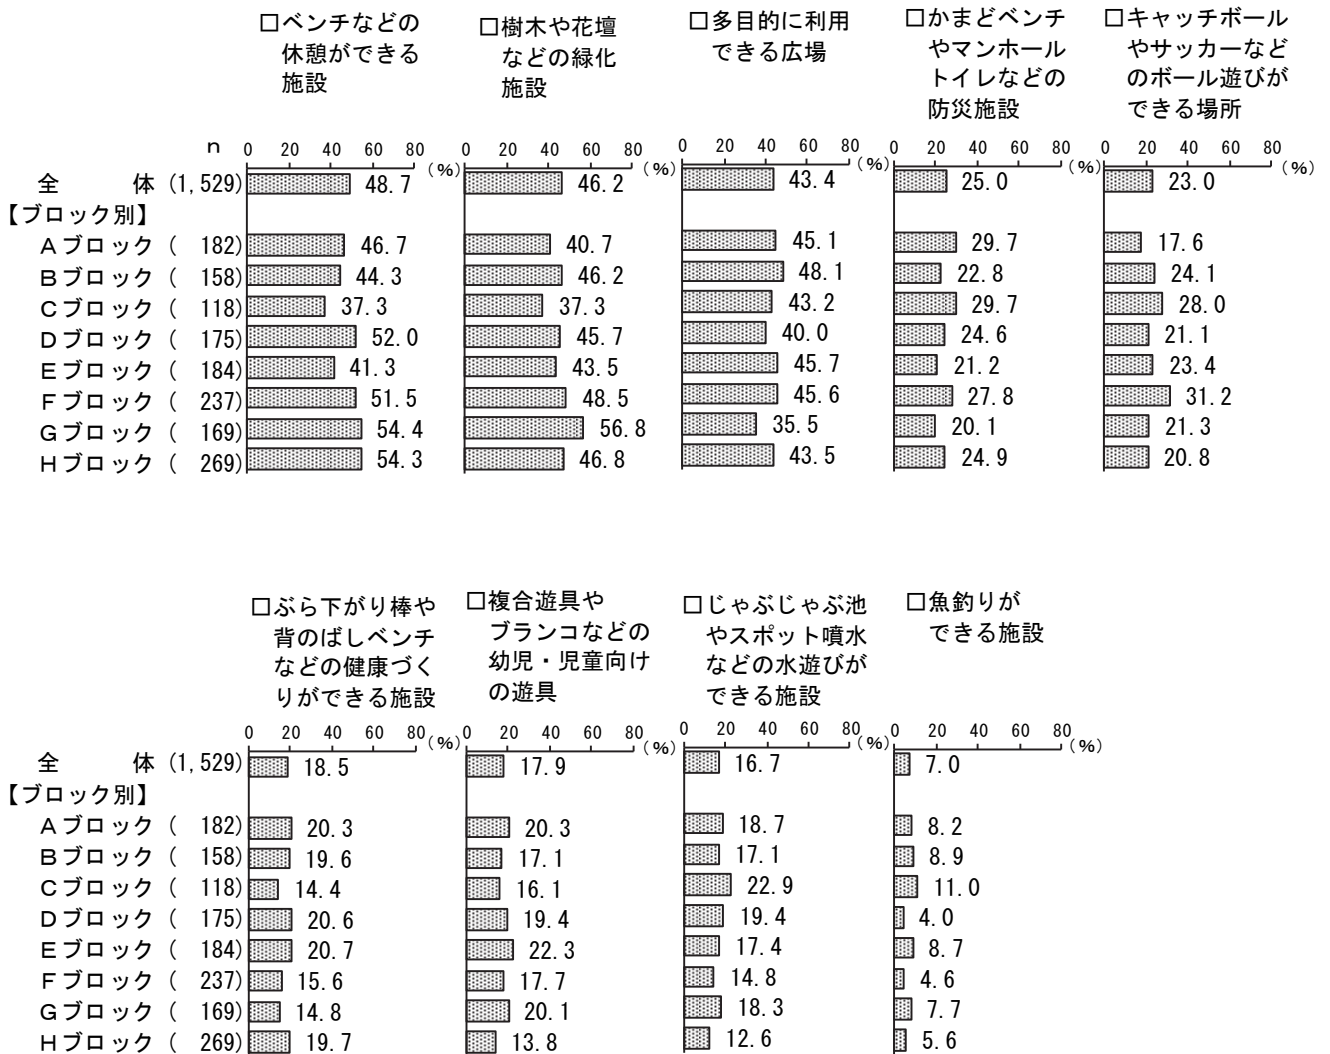 □ベンチなどの
休憩ができる
施設
□樹木や花壇
などの緑化
施設
□多目的に利用
できる広場
□かまどベンチ
やマンホール
トイレなどの
防災施設
□キャッチボール
やサッカーなど
のボール遊びが
できる場所
n 0 20 40 60 80 (%) 0 20 40 60 80 (%) 0 20 40 60 80 (%) 0 20 40 60 80 (%) 0 20 40 60 80 (%)
全体 (1,529) 48.7 46.2 43.4 25.0 23.0
【ブロック別】
Aブロック ( 182) 46.7 40.7 45.1 29.7 17.6
Bブロック ( 158) 44.3 46.2 48.1 22.8 24.1
Cブロック ( 118) 37.3 37.3 43.2 29.7 28.0
Dブロック ( 175) 52.0 45.7 40.0 24.6 21.1
Eブロック ( 184) 41.3 43.5 45.7 21.2 23.4
Fブロック ( 237) 51.5 48.5 45.6 27.8 31.2
Gブロック ( 169) 54.4 56.8 35.5 20.1 21.3
Hブロック ( 269) 54.3 46.8 43.5 24.9 20.8
□ぶら下がり棒や
背のばしベンチ
などの健康づく
りができる施設
□複合遊具や
ブランコなどの
幼児・児童向け
の遊具
□じゃぶじゃぶ池
やスポット噴水
などの水遊びが
できる施設
□魚釣りが
できる施設
0 20 40 60 80 (%) 0 20 40 60 80 (%) 0 20 40 60 80 (%) 0 20 40 60 80 (%)
全体 (1,529) 18.5 17.9 16.7 7.0
【ブロック別】
Aブロック ( 182) 20.3 20.3 18.7 8.2
Bブロック ( 158) 19.6 17.1 17.1 8.9
Cブロック ( 118) 14.4 16.1 22.9 11.0
Dブロック ( 175) 20.6 19.4 19.4 4.0
Eブロック ( 184) 20.7 22.3 17.4 8.7
Fブロック ( 237) 15.6 17.7 14.8 4.6
Gブロック ( 169) 14.8 20.1 18.3 7.7
Hブロック ( 269) 19.7 13.8 12.6 5.6